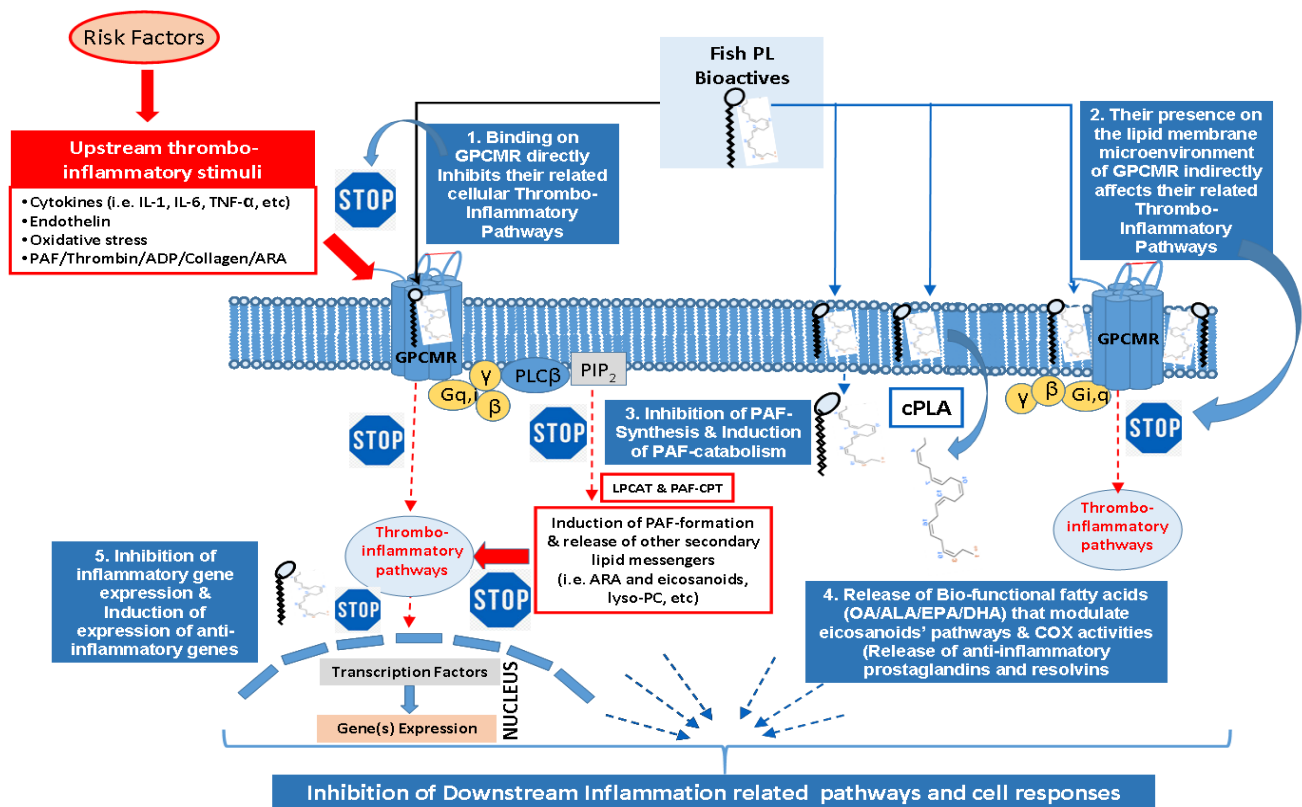 Risk Factors
Upstream thrombo-
inflammatory stimuli
•Cytokines (i.e. IL-1, IL-6, TNF-α, etc)
•Endothelin
•Oxidative stress
•PAF/Thrombin/ADP/Collagen/ARA
STOP
1. Binding on
GPCMR directly
Inhibits their related
cellular Thrombo-
Inflammatory
Pathways
Fish PL
Bioactives
2. Their presence on
the lipid membrane
microenvironment
of GPCMR indirectly
affects their related
Thrombo-
Inflammatory
Pathways
GPCMR
Gq,i
γ
β
PLCβ
PIP2
GPCMR
γ
β
Gi,q
STOP
STOP
3. Inhibition of PAF-
Synthesis & Induction
of PAF-catabolism
cPLA
STOP
LPCAT & PAF-CPT
Induction of PAF-formation
& release of other secondary
lipid messengers
(i.e. ARA and eicosanoids,
lyso-PC, etc)
Thrombo-
inflammatory
pathways
Thrombo-
inflammatory
pathways
5. Inhibition of
inflammatory gene
expression &
Induction of
expression of anti-
inflammatory genes
STOP
STOP
4. Release of Bio-functional fatty acids
(OA/ALA/EPA/DHA) that modulate
eicosanoids’ pathways & COX activities
(Release of anti-inflammatory
prostaglandins and resolvins
Transcription Factors
Gene(s) Expression
NUCLEUS
Inhibition of Downstream Inflammation related pathways and cell responses